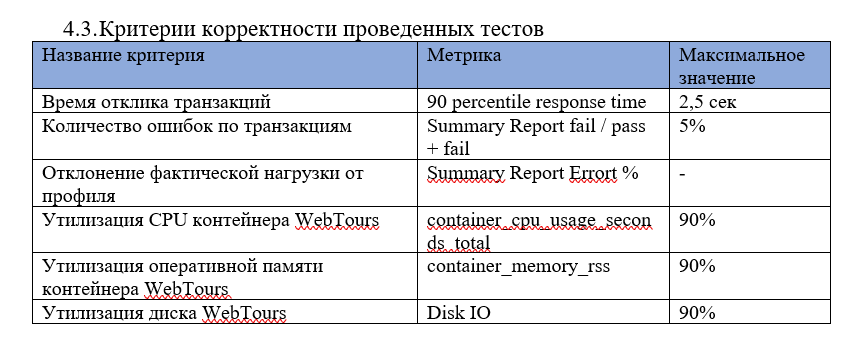 4.3.Критерии корректности проведенных тестов
Название критерия
Метрика
Максимальное
значение
Время отклика транзакций
90 percentile response time
2,5 сек
Количество ошибок по транзакциям
Summary Report fail / pass
+ fail
5%
Отклонение фактической нагрузки от
профиля
Summary Report Errort %
-
Утилизация CPU контейнера WebTours
container_cpu_usage_secon
ds_total
90%
Утилизация оперативной памяти
контейнера WebTours
container_memory_rss
90%
Утилизация диска WebTours
Disk IO
90%